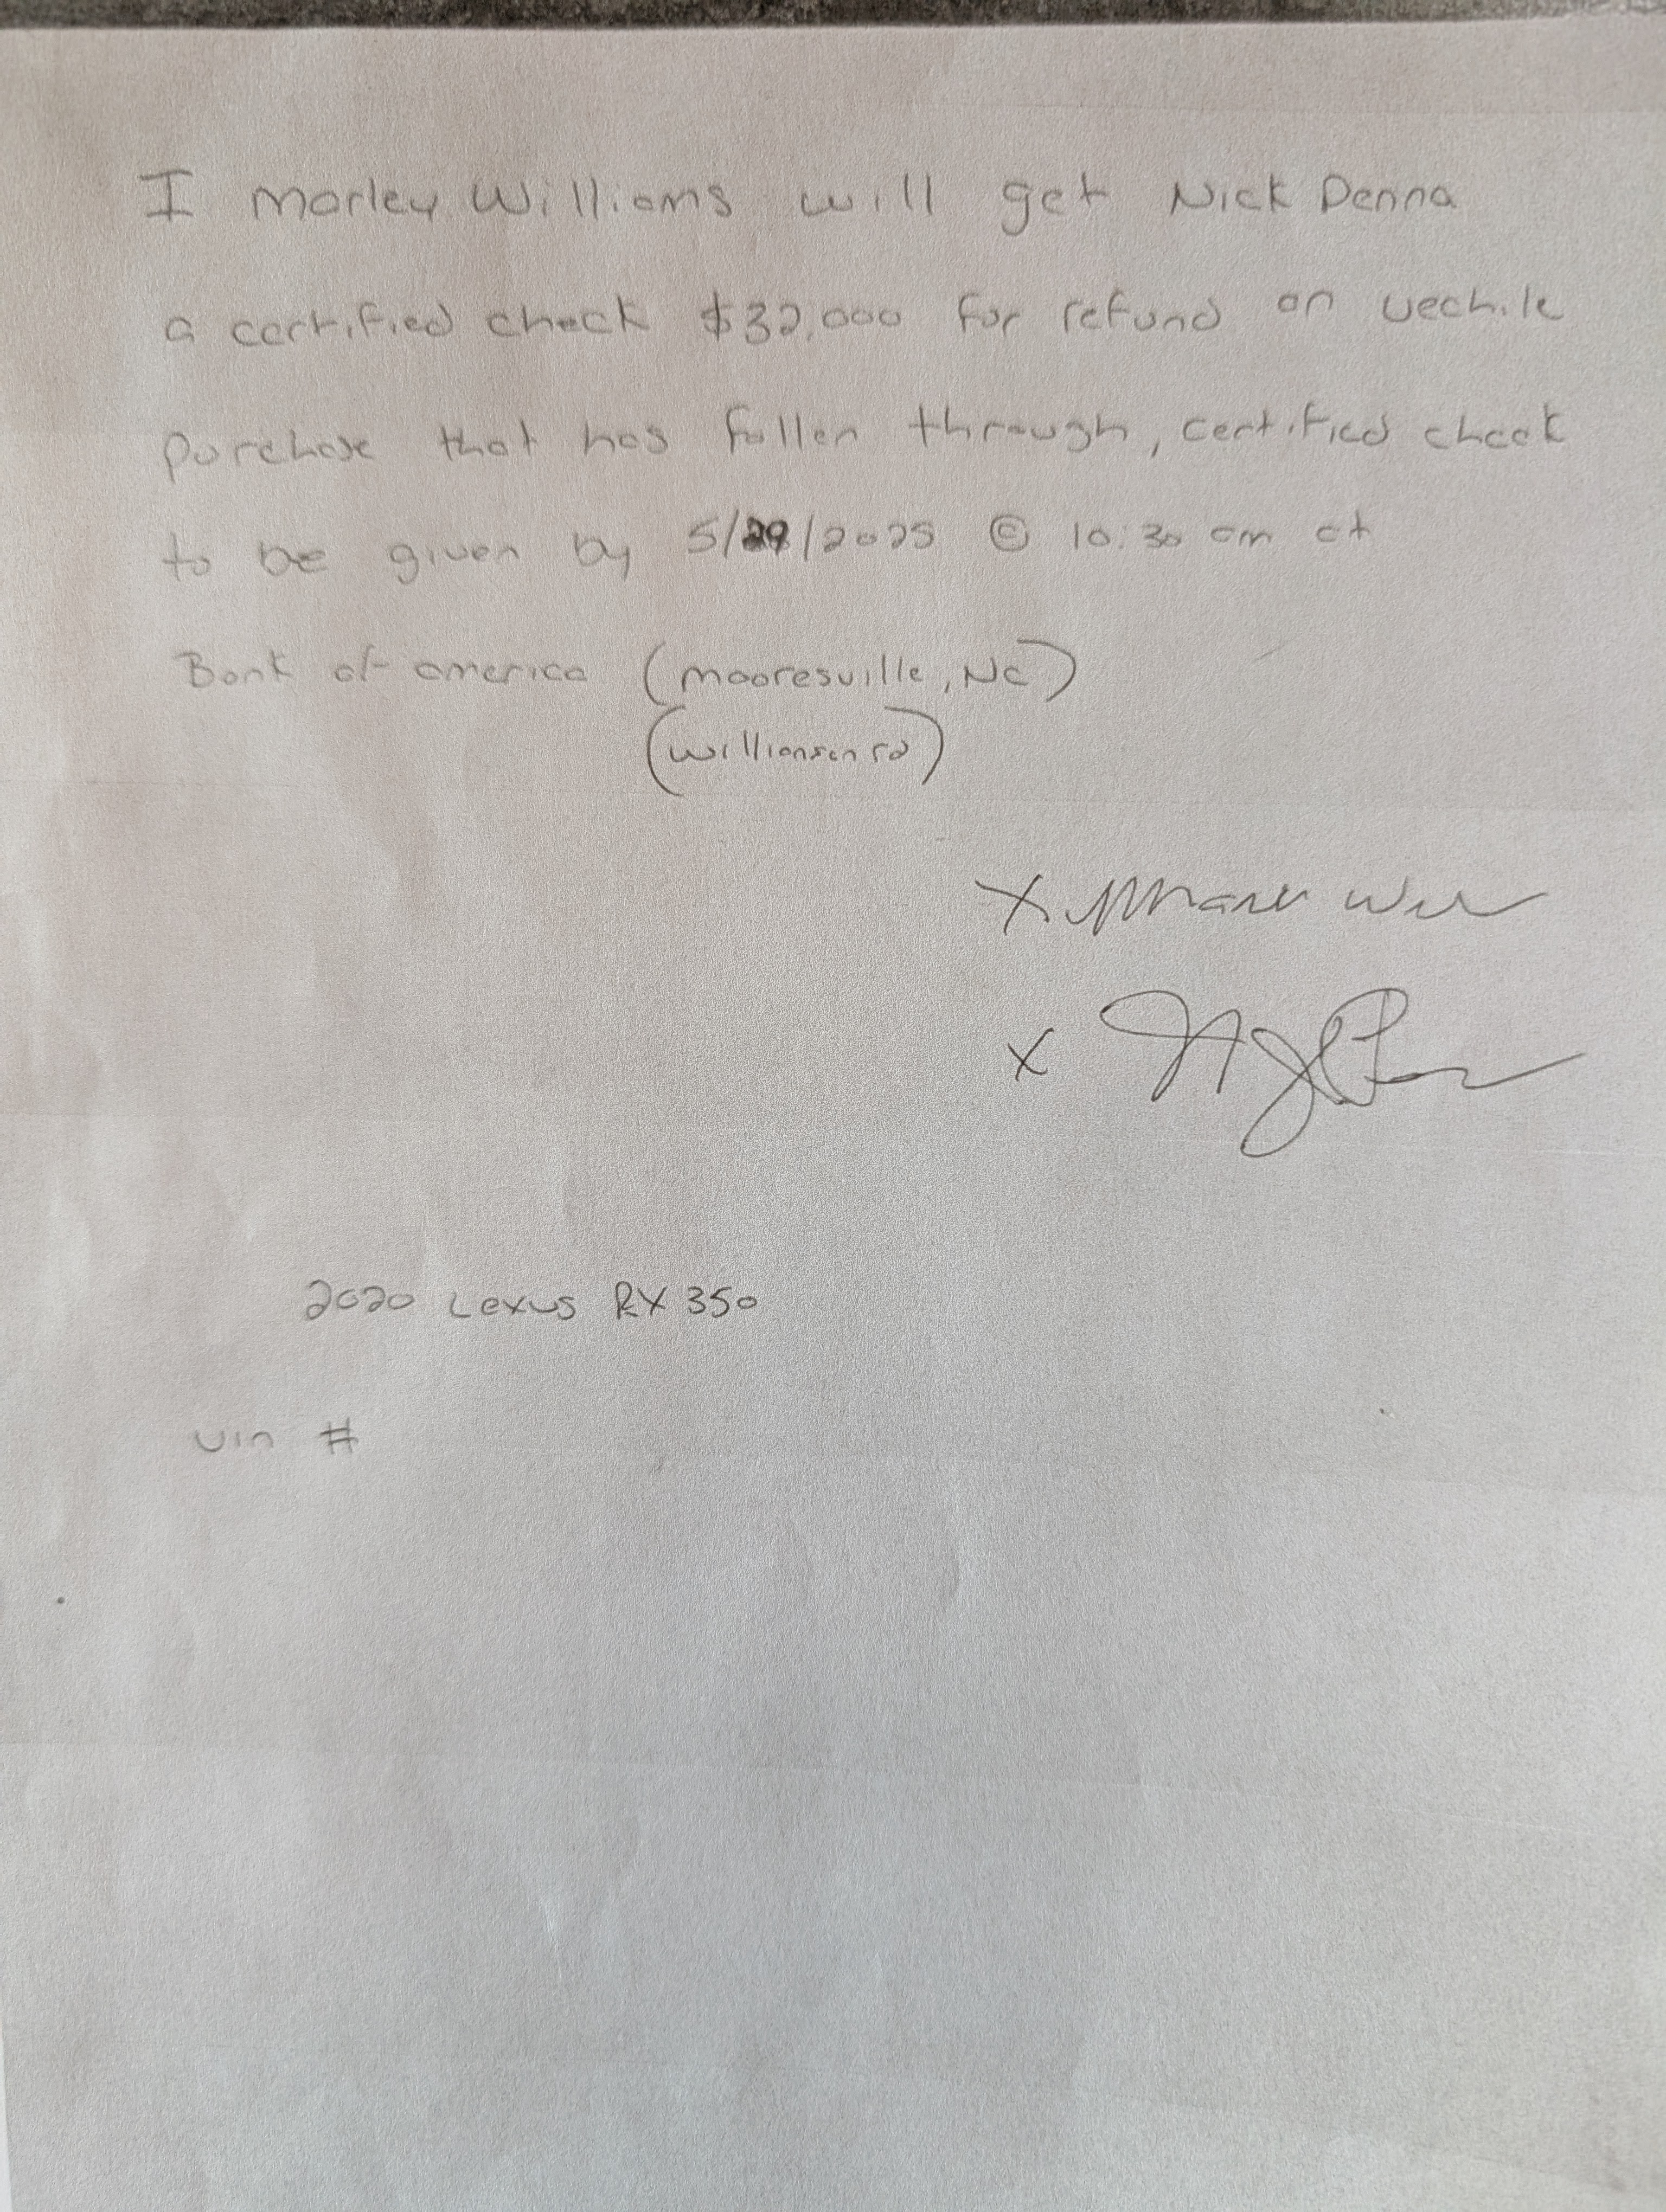 I Marley Williams will get Nick Penna
a certified check $32,000 for refund on vechile
purchase that has fallen through, certified check
to be given by 5/29/2025 @ 10:30 am at
Bank of america (mooresville, NC)
(Williamson rd)
X
X
2020 Lexus RX 350
vin #